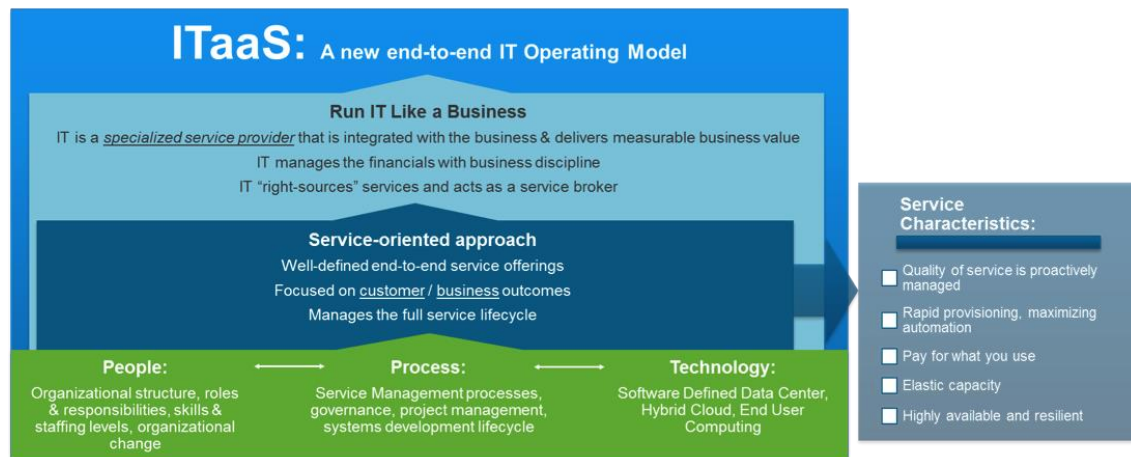 ITaaS: A new end-to-end IT Operating Model
Run IT Like a Business
IT is a specialized service provider that is integrated with the business & delivers measurable business value
IT manages the financials with business discipline
IT “right-sources” services and acts as a service broker
Service-oriented approach
Well-defined end-to-end service offerings
Focused on customer / business outcomes
Manages the full service lifecycle
People:
Organizational structure, roles
& responsibilities, skills &
staffing levels, organizational
change
Process:
Service Management processes,
governance, project management,
systems development lifecycle
Technology:
Software Defined Data Center,
Hybrid Cloud, End User
Computing
Service
Characteristics:
Quality of service is proactively
managed
Rapid provisioning, maximizing
automation
Pay for what you use
Elastic capacity
Highly available and resilient